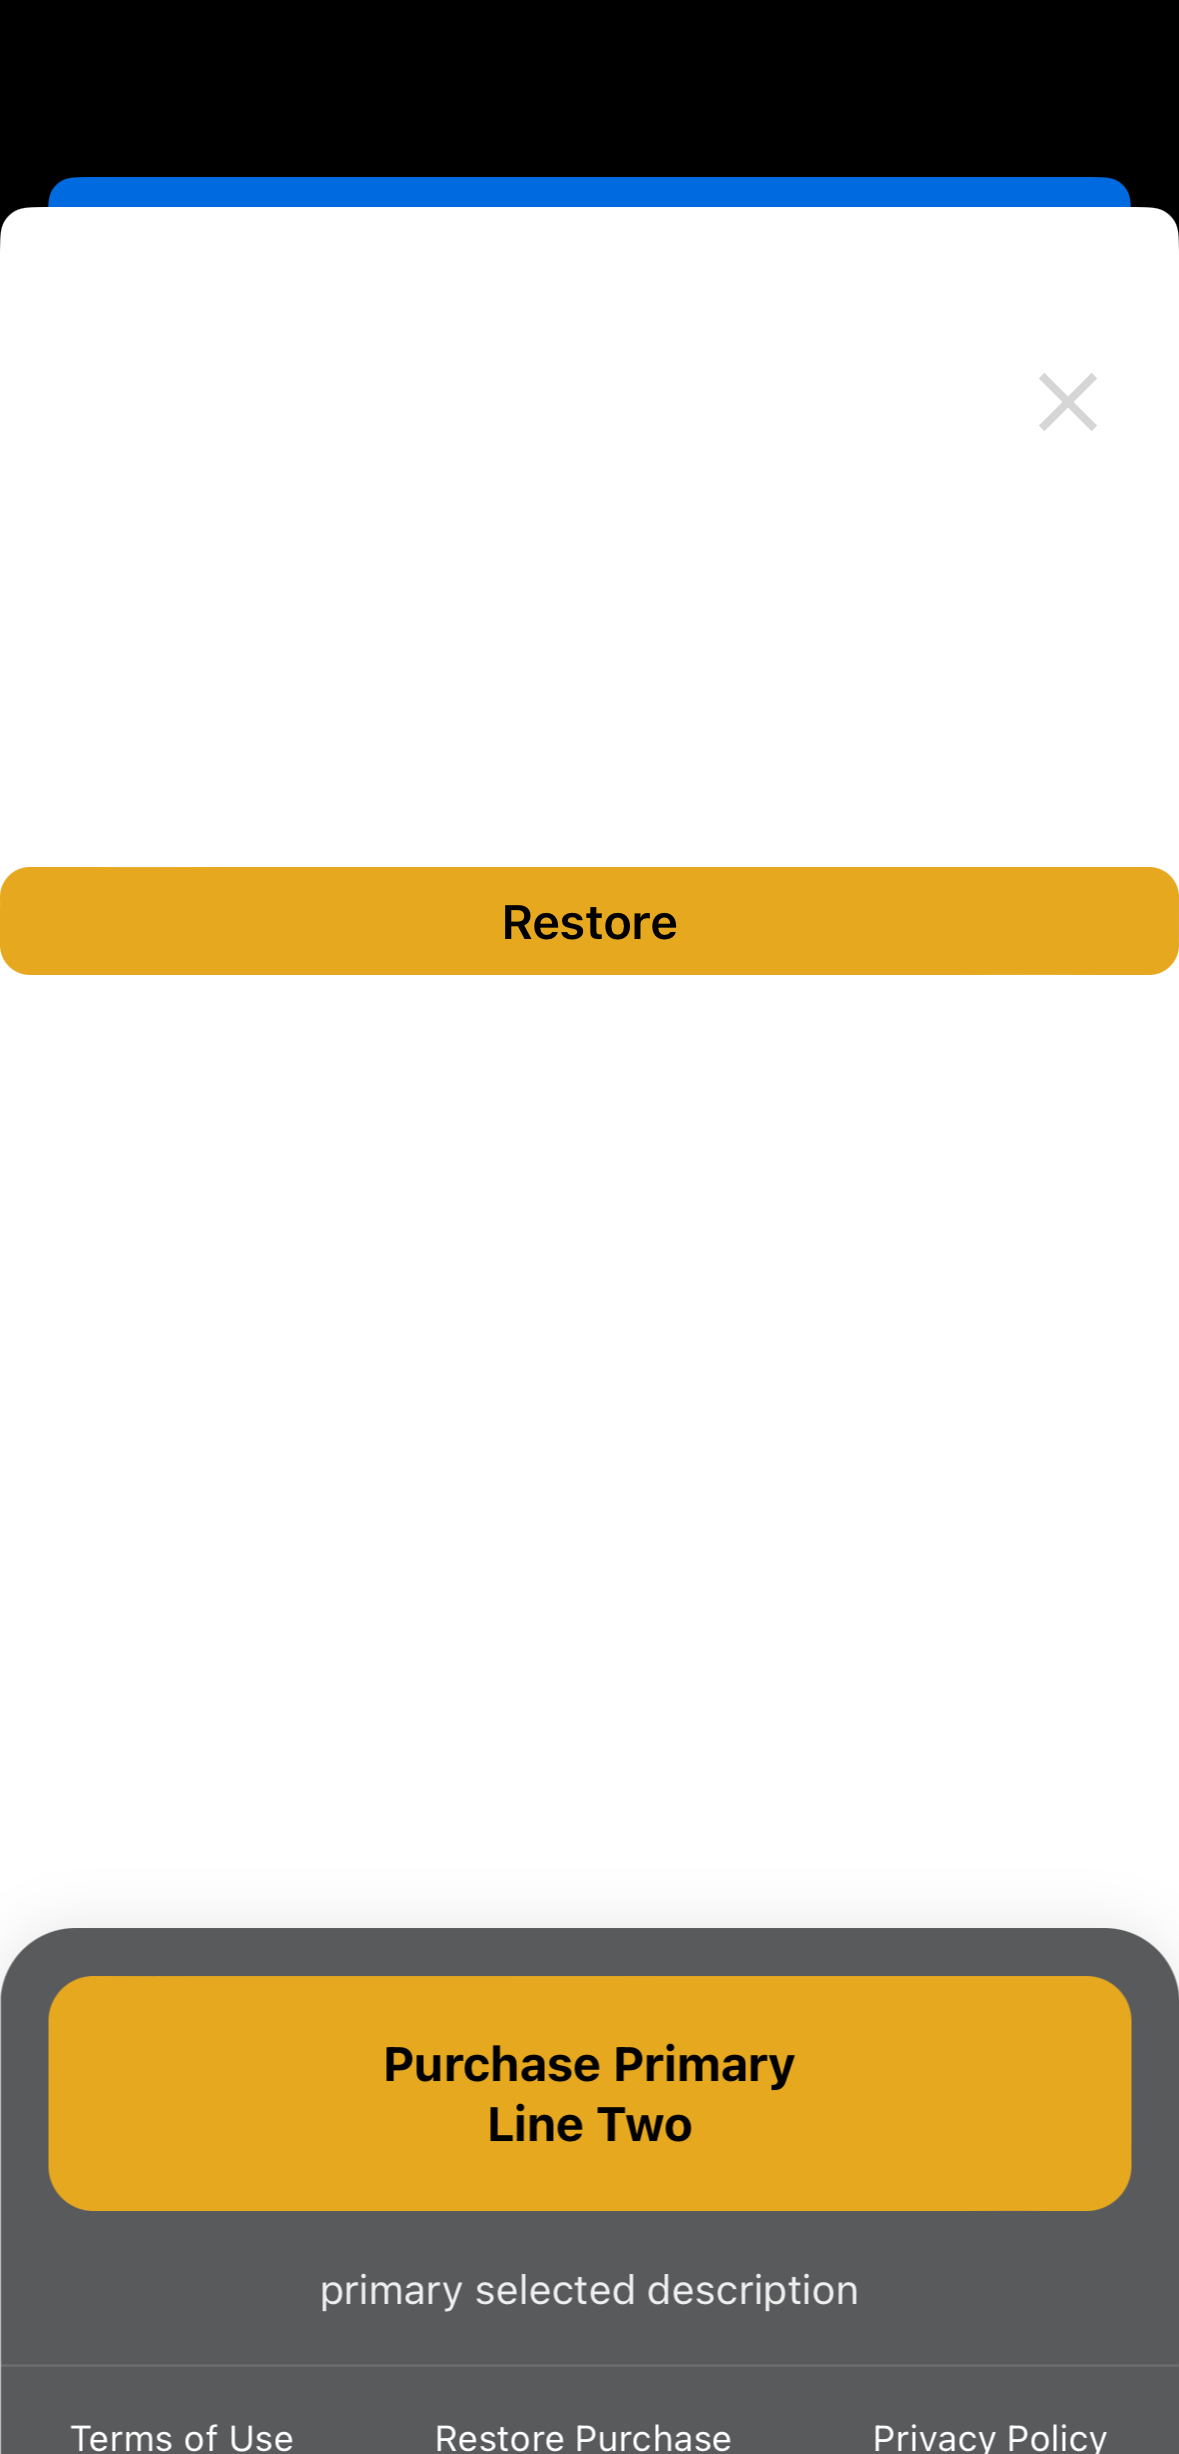 Restore
Purchase Primary
Line Two
primary selected description
Terms of Use
Restore Purchase
Privacy Policy